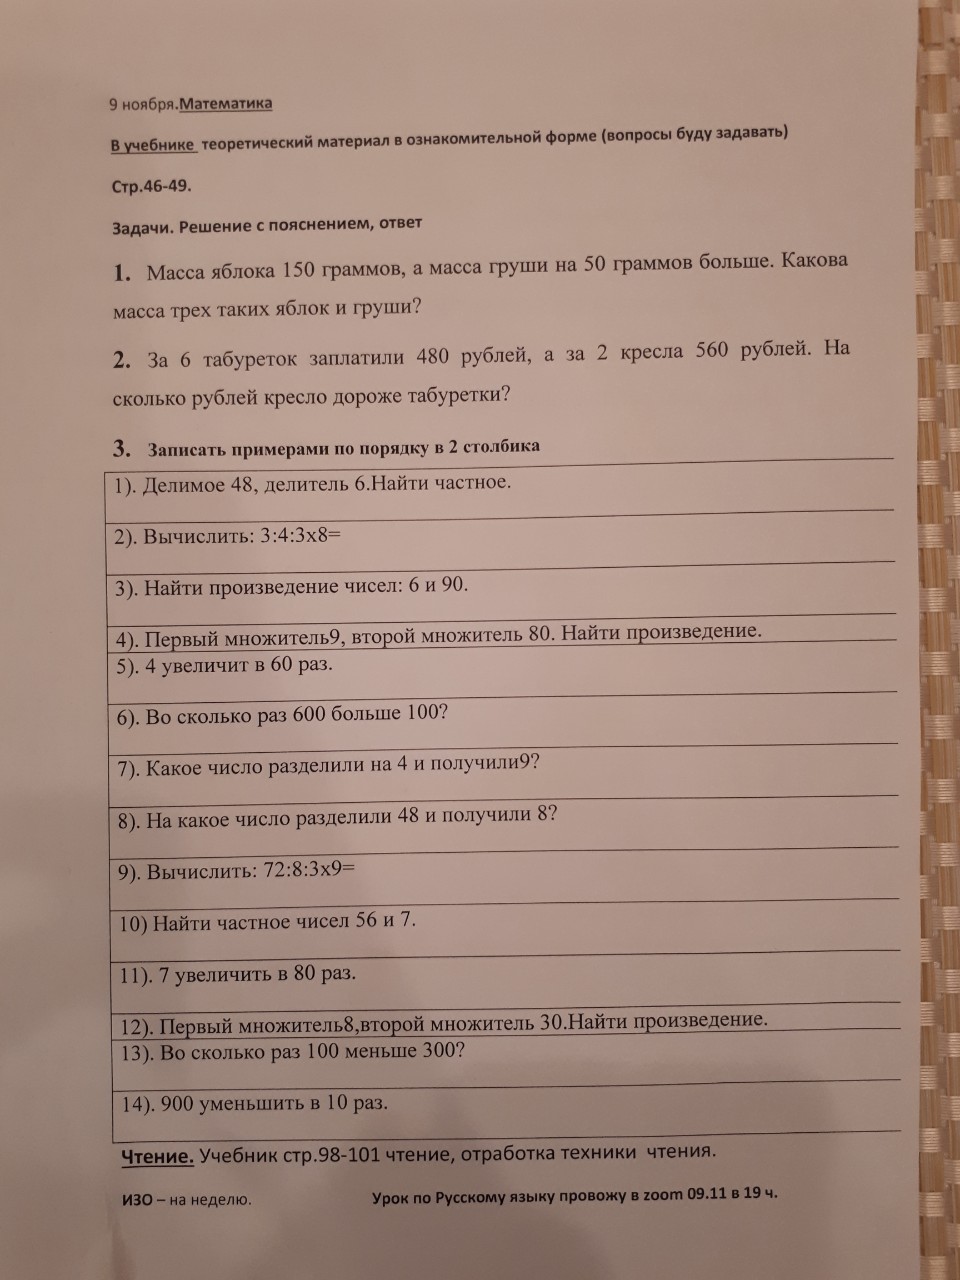 9 ноября.Математика
В учебнике теоретический материал в ознакомительной форме (вопросы буду задавать)
Стр.46-49.
Задачи. Решение с пояснением, ответ
1. Масса яблока 150 граммов, а масса груши на 50 граммов больше. Какова
масса трех таких яблок и груши?
2. За 6 табуреток заплатили 480 рублей, а за 2 кресла 560 рублей. На
сколько рублей кресло дороже табуретки?
3. Записать примерами по порядку в 2 столбика
1). Делимое 48, делитель 6.Найти частное.
2). Вычислить: 3:4:3х8=
3). Найти произведение чисел: 6 и 90.
4). Первый множитель9, второй множитель 80. Найти произведение.
5). 4 увеличит в 60 раз.
6). Во сколько раз 600 больше 100?
7). Какое число разделили на 4 и получили9?
8). На какое число разделили 48 и получили 8?
9). Вычислить: 72:8:3х9=
10) Найти частное чисел 56 и 7.
11). 7 увеличить в 80 раз.
12). Первый множитель8,второй множитель 30.Найти произведение.
13). Во сколько раз 100 меньше 300?
14). 900 уменьшить в 10 раз.
Чтение. Учебник стр.98-101 чтение, отработка техники чтения.
ИЗО – на неделю. Урок по Русскому языку провожу в zoom 09.11 в 19 ч.